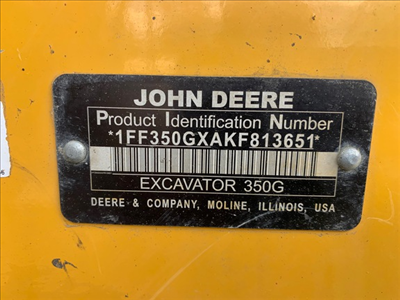 JOHN DEERE
Product Identification Number
*1FF350GXAKF813651*
EXCAVATOR 350G
DEERE & COMPANY, MOLINE, ILLINOIS, USA